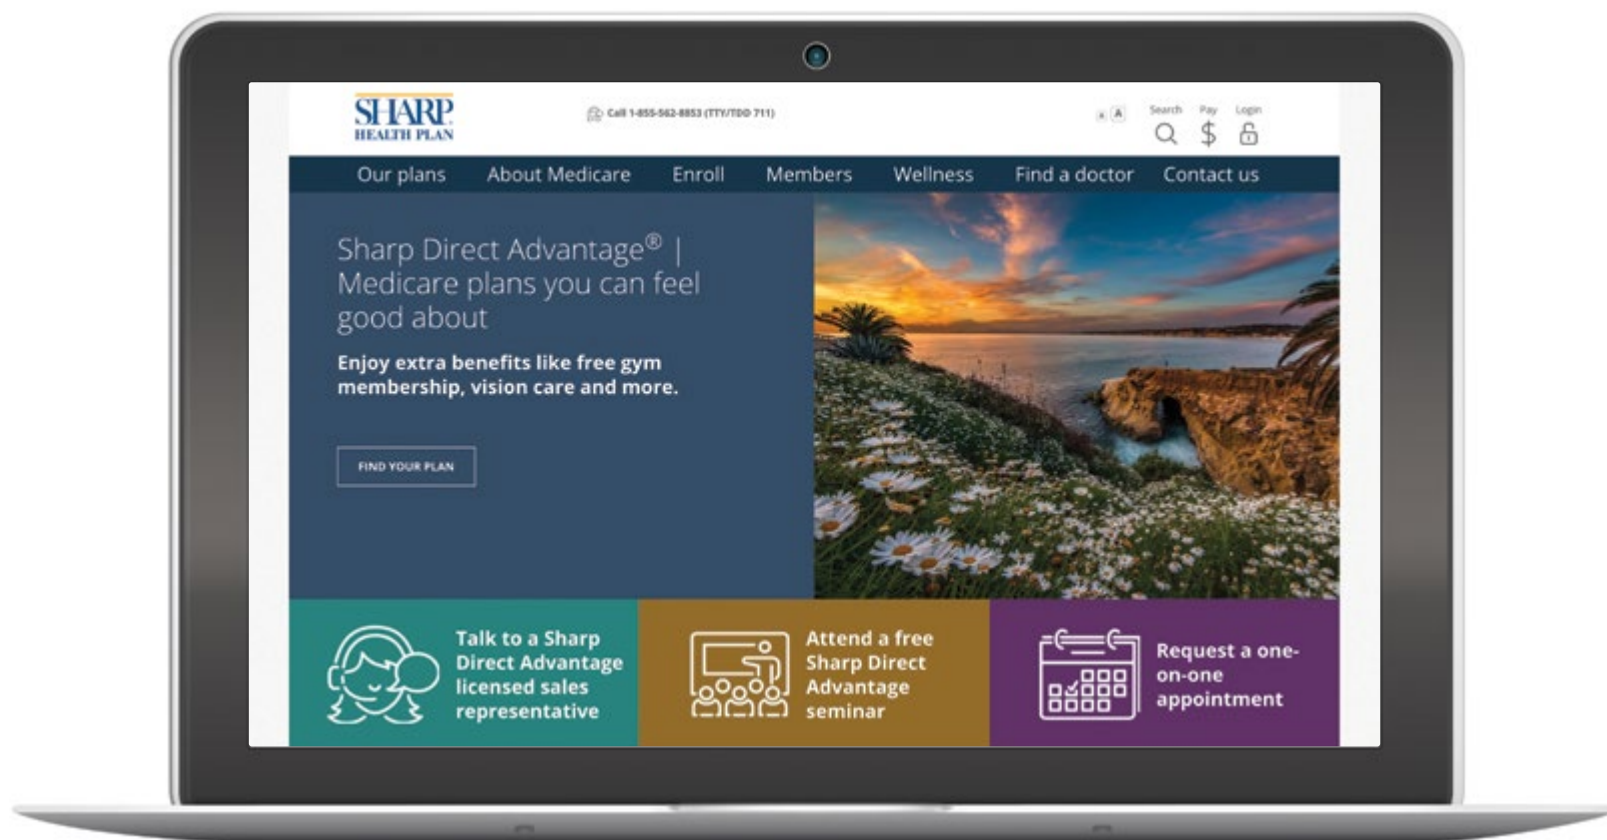 SHARP
HEALTH PLAN
Call 1-855-562-8853 (TTY/TDD 711)
A A
Search Pay Login
Our plans About Medicare Enroll Members Wellness Find a doctor Contact us
Sharp Direct Advantage® |
Medicare plans you can feel
good about
Enjoy extra benefits like free gym
membership, vision care and more.
FIND YOUR PLAN
Talk to a Sharp
Direct Advantage
licensed sales
representative
Attend a free
Sharp Direct
Advantage
seminar
Request a one-
on-one
appointment